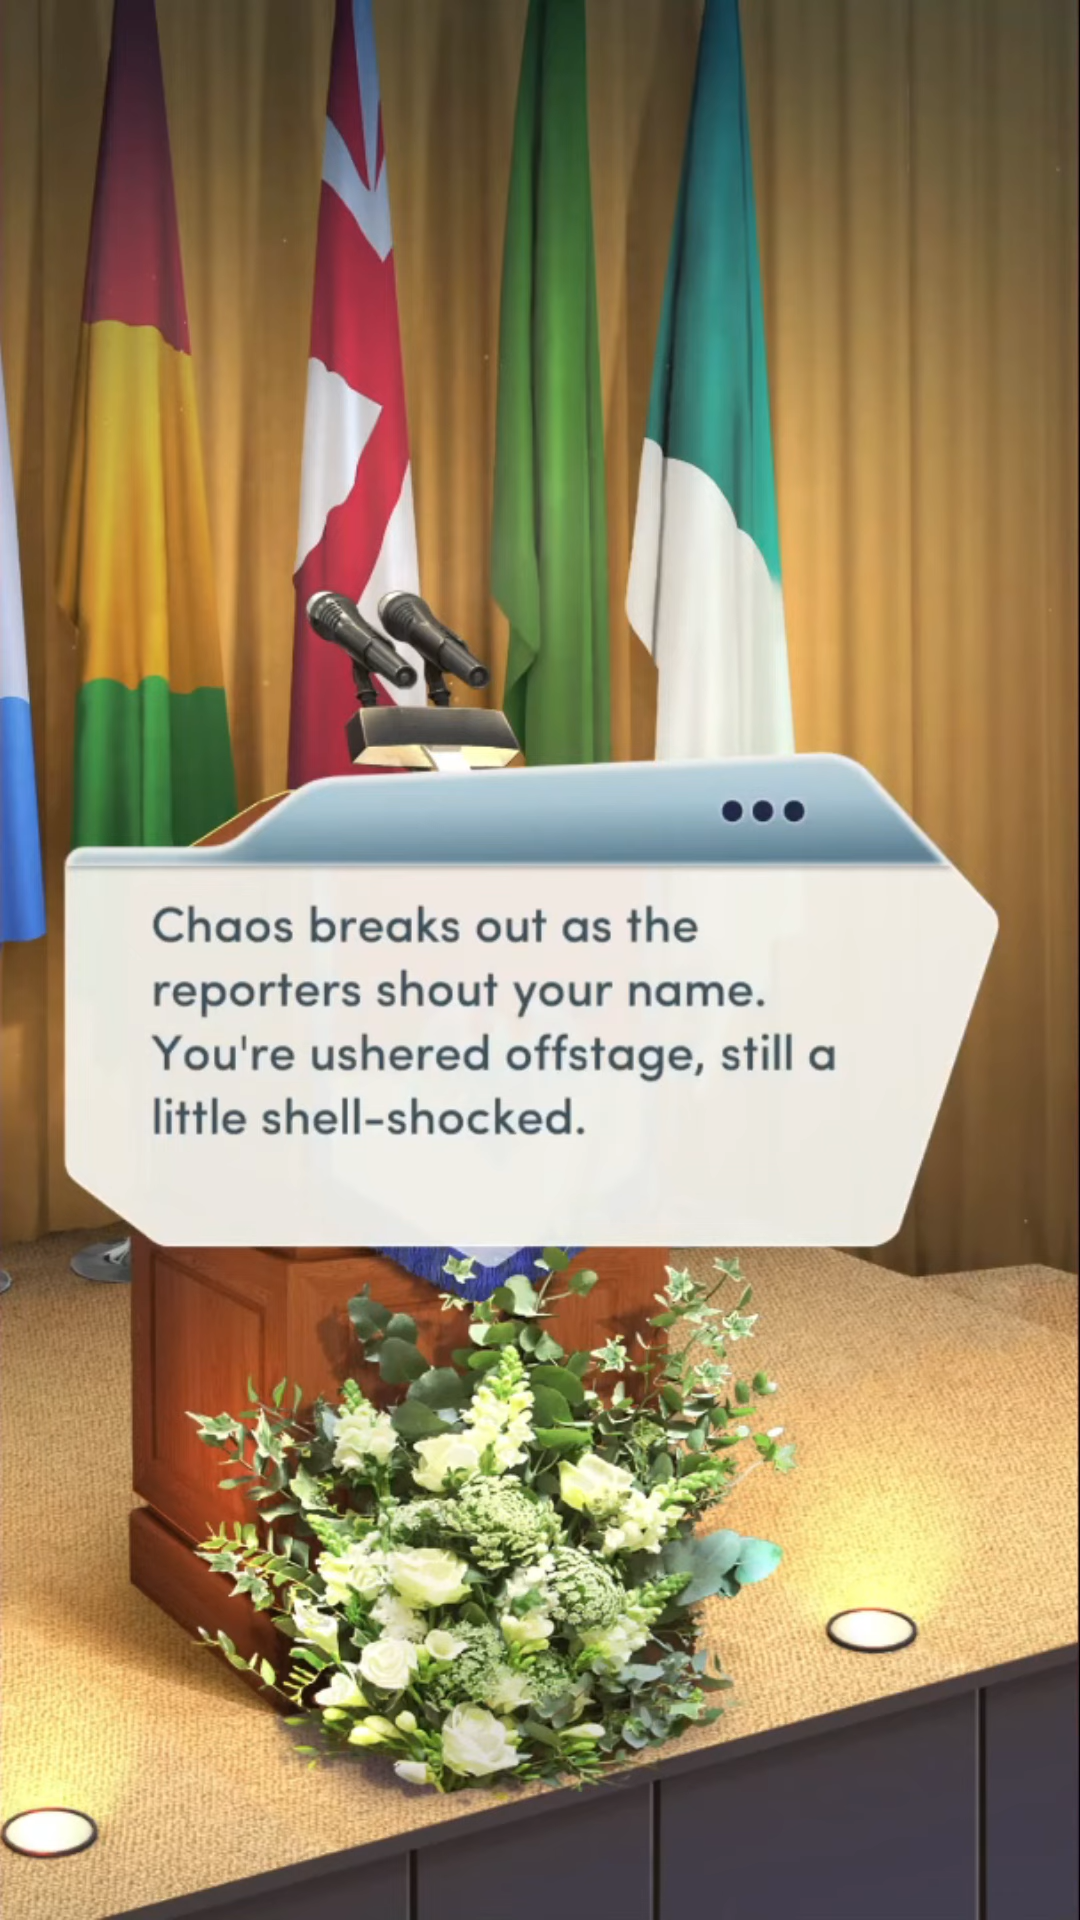 Chaos breaks out as the
reporters shout your name.
You're ushered offstage, still a
little shell-shocked.